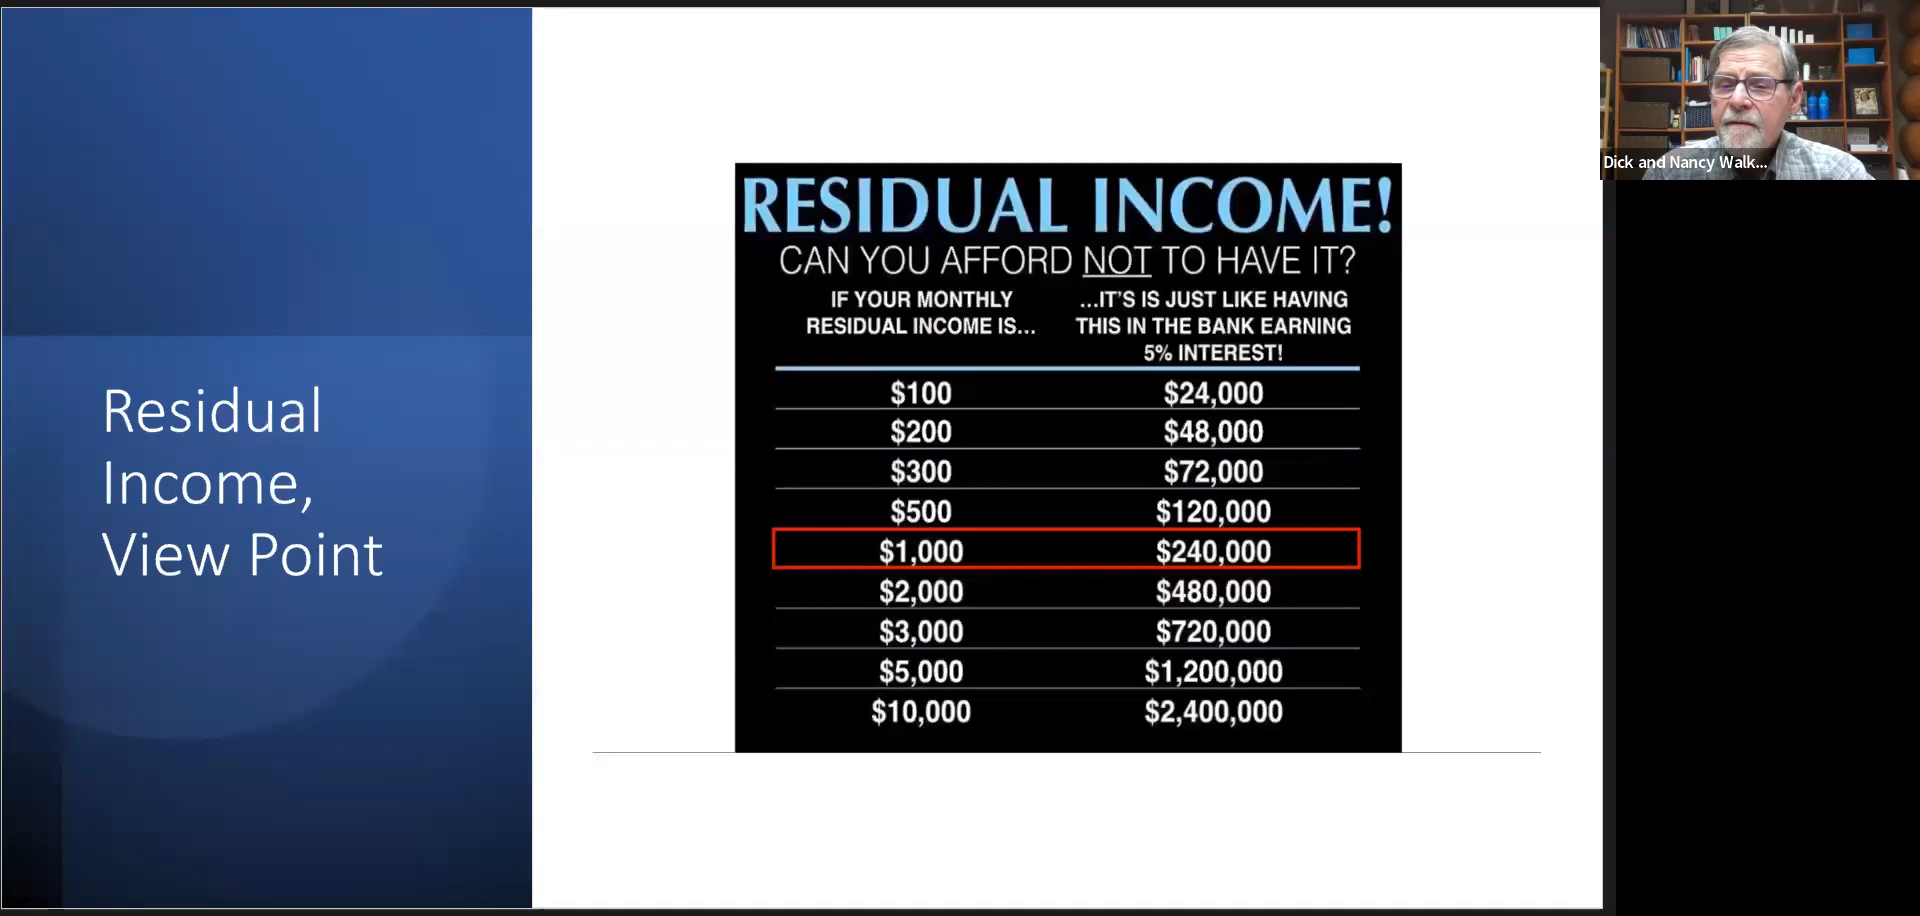 Residual
Income,
View Point
RESIDUAL INCOME!
CAN YOU AFFORD NOT TO HAVE IT?
IF YOUR MONTHLY
RESIDUAL INCOME IS...
...IT'S IS JUST LIKE HAVING
THIS IN THE BANK EARNING
5% INTEREST!
$100 $24,000
$200 $48,000
$300 $72,000
$500 $120,000
$1,000 $240,000
$2,000 $480,000
$3,000 $720,000
$5,000 $1,200,000
$10,000 $2,400,000
Dick and Nancy Walk...